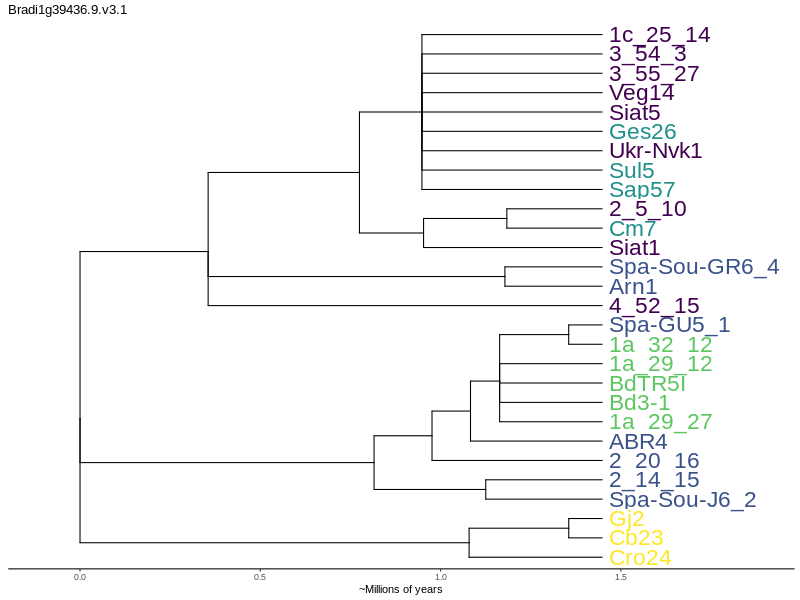 Bradi1g39436.9.v3.1
1c_25_14
3_54_3
3_55_27
Veg14
Siat5
Ges26
Ukr-Nvk1
Sul5
Sap57
2_5_10
Cm7
Siat1
Spa-Sou-GR6_4
Arn1
4_52_15
Spa-GU5_1
1a_32_12
1a_29_12
BdTR5I
Bd3-1
1a_29_27
ABR4
2_20_16
2_14_15
Spa-Sou-J6_2
Gj2
Cb23
Cro24
0.0 0.5 1.0 1.5
~Millions of years